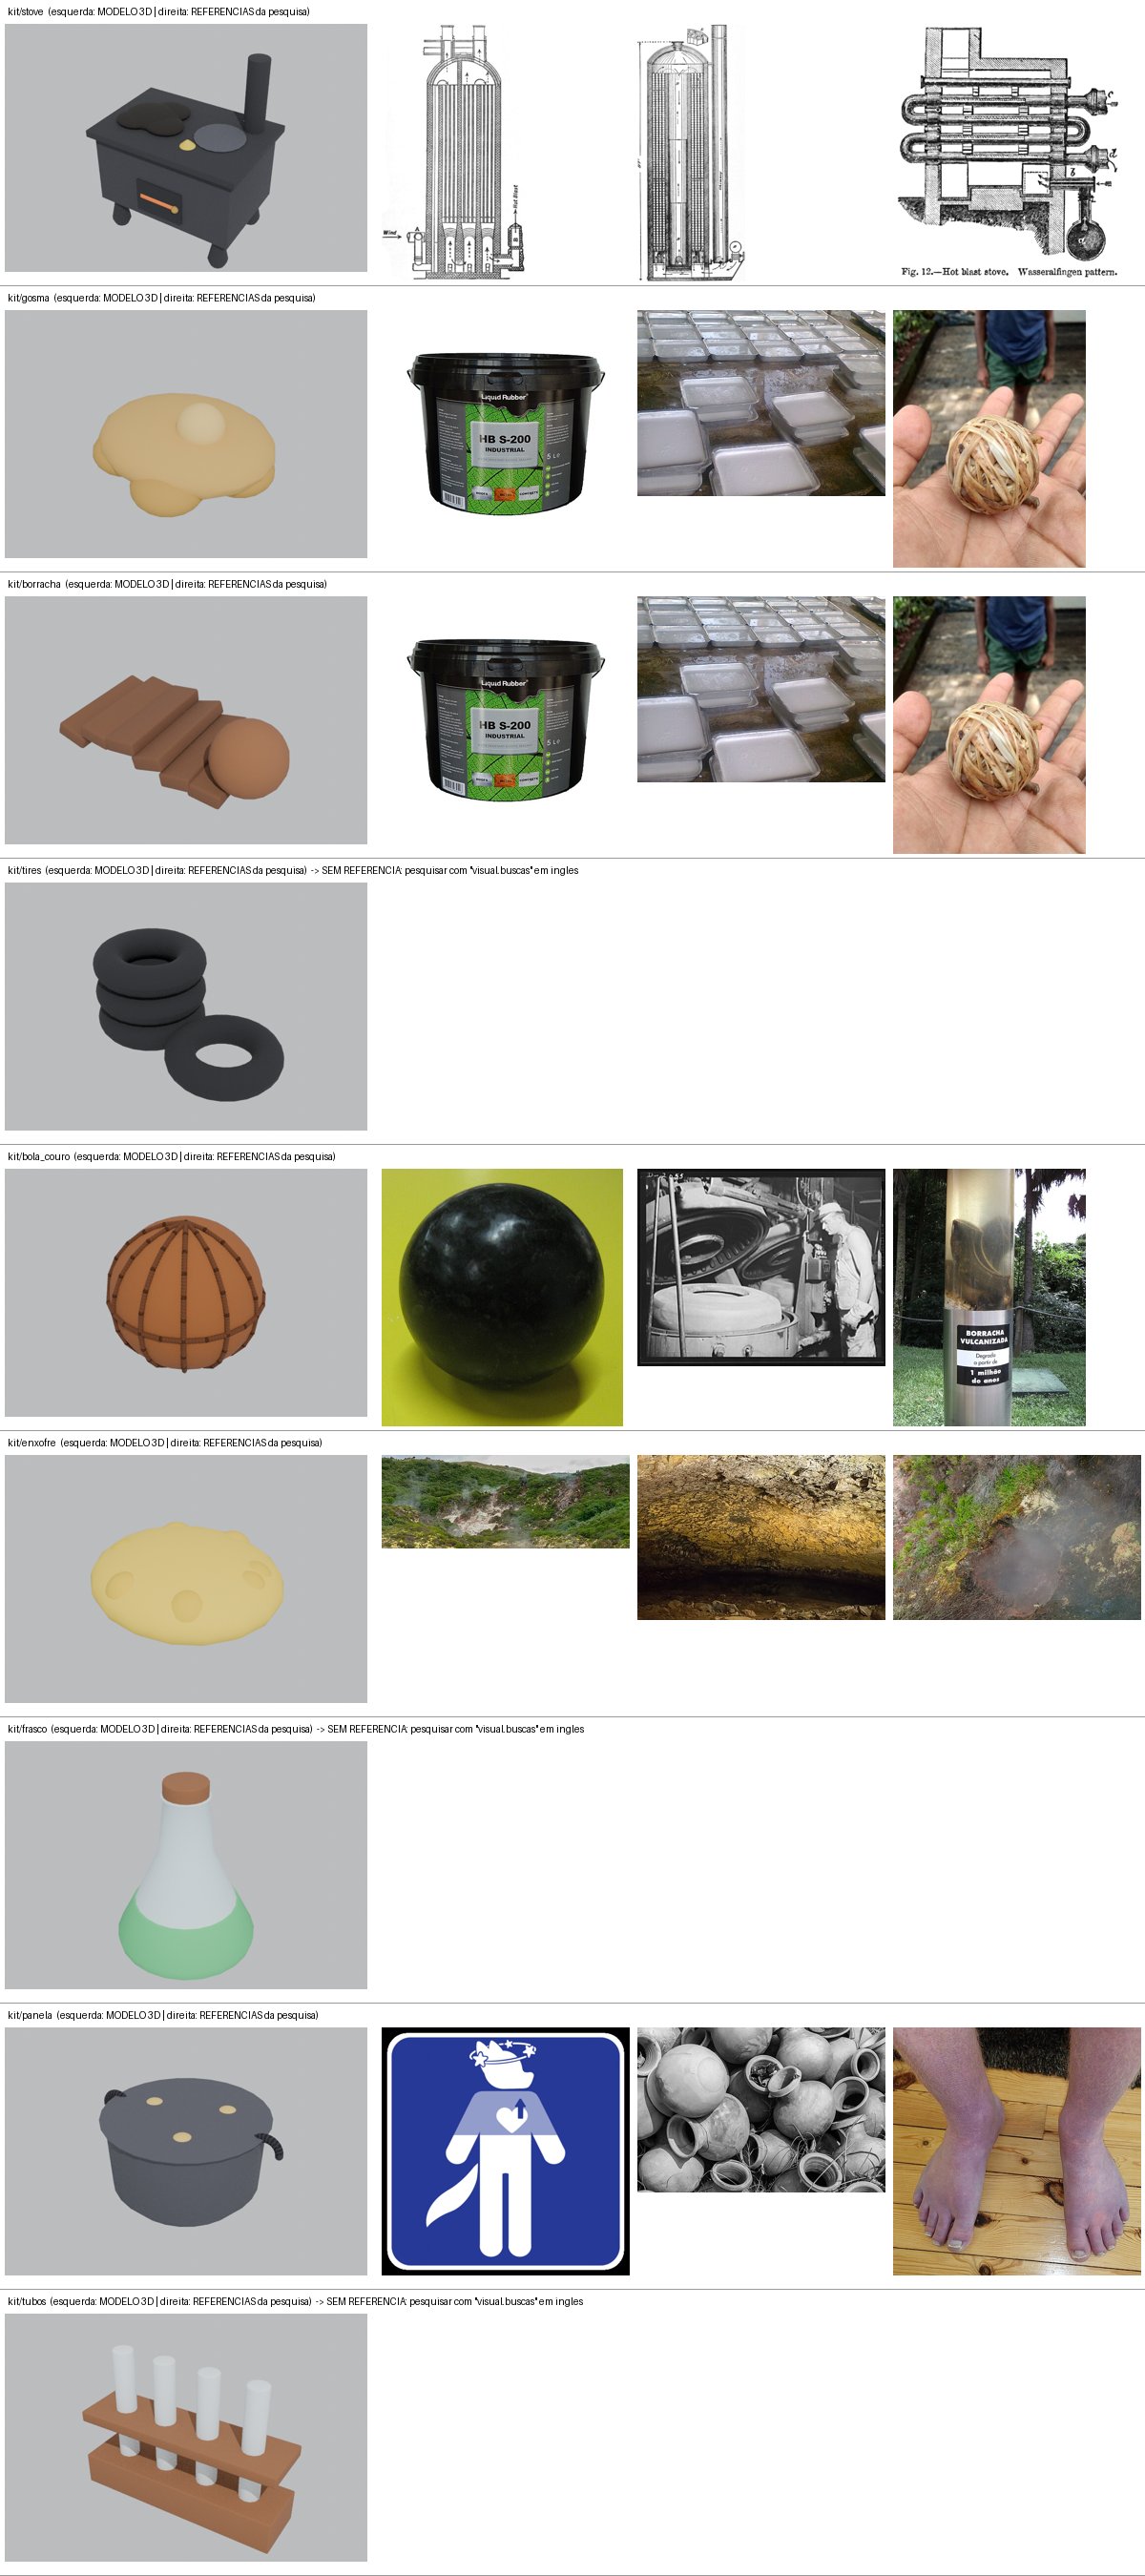 kit/stove (esquerda: MODELO 3D | direita: REFERENCIAS da pesquisa)
Wind
Hot Blast
Fig. 12.—Hot blast stove. Wasseralfingen pattern.
kit/gosma (esquerda: MODELO 3D | direita: REFERENCIAS da pesquisa)
Liquid Rubber
HB S-200
INDUSTRIAL
kit/borracha (esquerda: MODELO 3D | direita: REFERENCIAS da pesquisa)
Liquid Rubber
HB S-200
INDUSTRIAL
kit/tires (esquerda: MODELO 3D | direita: REFERENCIAS da pesquisa) -> SEM REFERENCIA: pesquisar com "visual.buscas" em ingles
kit/bola_couro (esquerda: MODELO 3D | direita: REFERENCIAS da pesquisa)
BORRACHA
VULCANIZADA
Degrada
a partir de
1 milhão
de anos
kit/enxofre (esquerda: MODELO 3D | direita: REFERENCIAS da pesquisa)
kit/frasco (esquerda: MODELO 3D | direita: REFERENCIAS da pesquisa) -> SEM REFERENCIA: pesquisar com "visual.buscas" em ingles
kit/panela (esquerda: MODELO 3D | direita: REFERENCIAS da pesquisa)
kit/tubos (esquerda: MODELO 3D | direita: REFERENCIAS da pesquisa) -> SEM REFERENCIA: pesquisar com "visual.buscas" em ingles